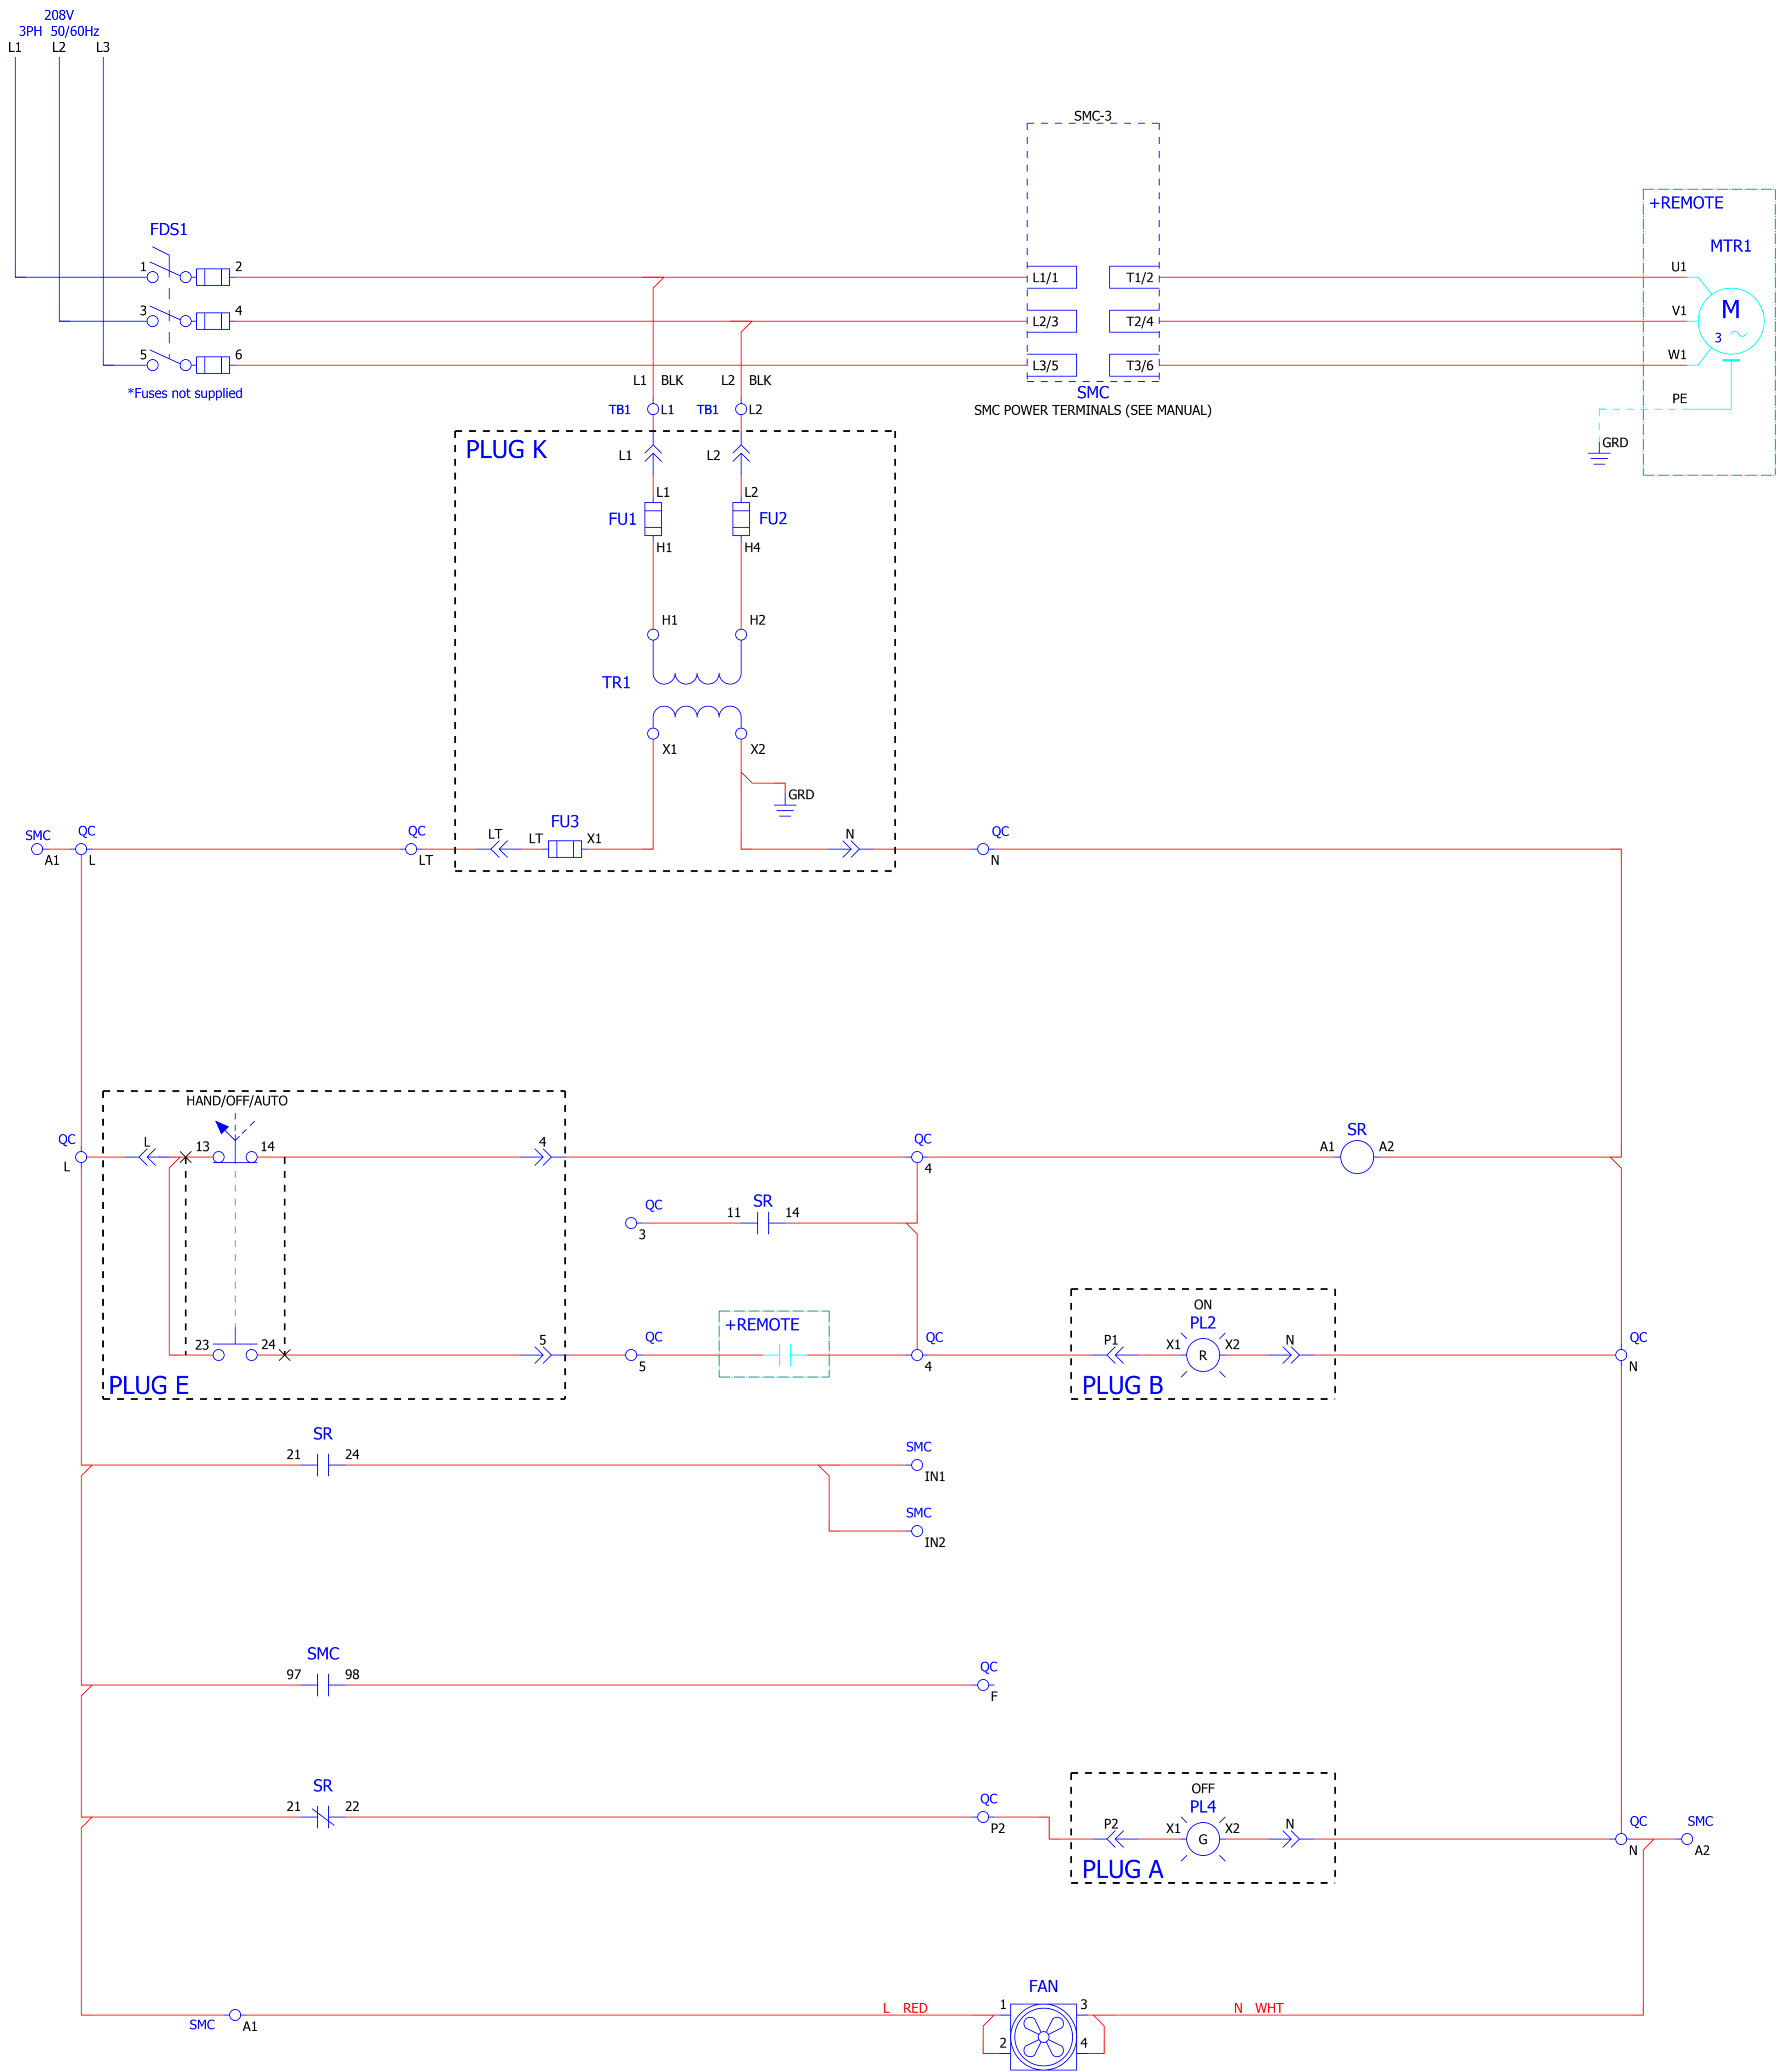 208V
3PH 50/60Hz
L1 L2 L3
SMC-3
+REMOTE
FDS1
MTR1
1 2 L1/1 T1/2 U1
3 4 L2/3 T2/4 V1 M
3
5 6 L3/5 T3/6 W1
*Fuses not supplied
L1 BLK L2 BLK
SMC
PE
TB1 L1 TB1 L2
SMC POWER TERMINALS (SEE MANUAL)
GRD
PLUG K
L1 L2
L1 L2
FU1 FU2
H1 H4
H1 H2
TR1
X1 X2
GRD
SMC QC QC LT LT FU3 X1 N QC
A1 L LT N
HAND/OFF/AUTO
QC L 13 14 4 QC A1 SR A2
L 4
QC 11 SR 14
3
ON
+REMOTE PL2
23 24 5 QC QC P1 X1 R X2 N QC
5 4 N
PLUG E PLUG B
SR SMC
21 24
IN1
SMC
IN2
SMC
97 98 QC
F
SR OFF
21 22 QC PL4
P2 P2 X1 G X2 N QC SMC
N A2
PLUG A
FAN
L RED 1 3 N WHT
SMC A1
2 4